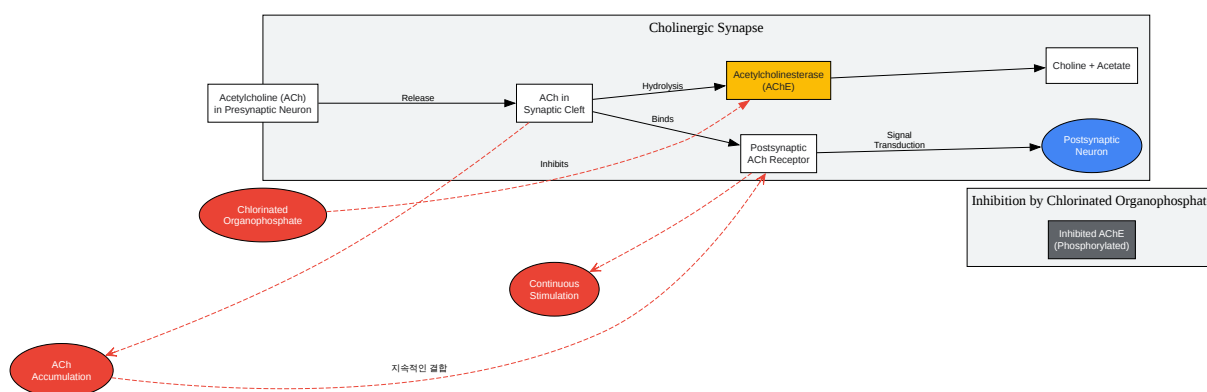 Cholinergic Synapse
Acetylcholine (ACh)
in Presynaptic Neuron
Release
ACh in
Synaptic Cleft
Hydrolysis
Acetylcholinesterase
(AChE)
Choline + Acetate
Binds
Postsynaptic
ACh Receptor
Signal
Transduction
Postsynaptic
Neuron
Inhibits
Chlorinated
Organophosphate
Inhibition by Chlorinated Organophosphat
Inhibited AChE
(Phosphorylated)
Continuous
Stimulation
ACh
Accumulation
지속적인 결합